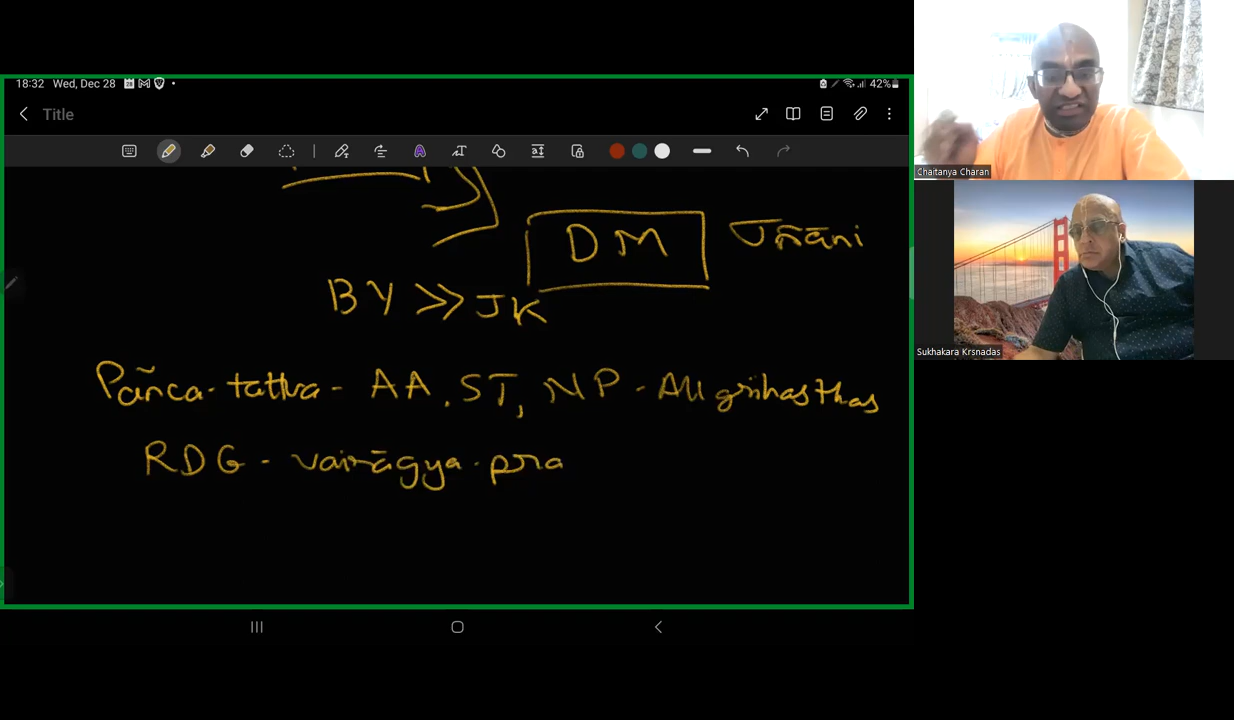 18:32 Wed, Dec 28 42%
Title
Chaitanya Charan
DM Jñāni
BY >> JK
Sukhakara Krsnadas
Pañca-tattva - AA, ST, NP - All grihasthas
RDG - vairāgya-pra